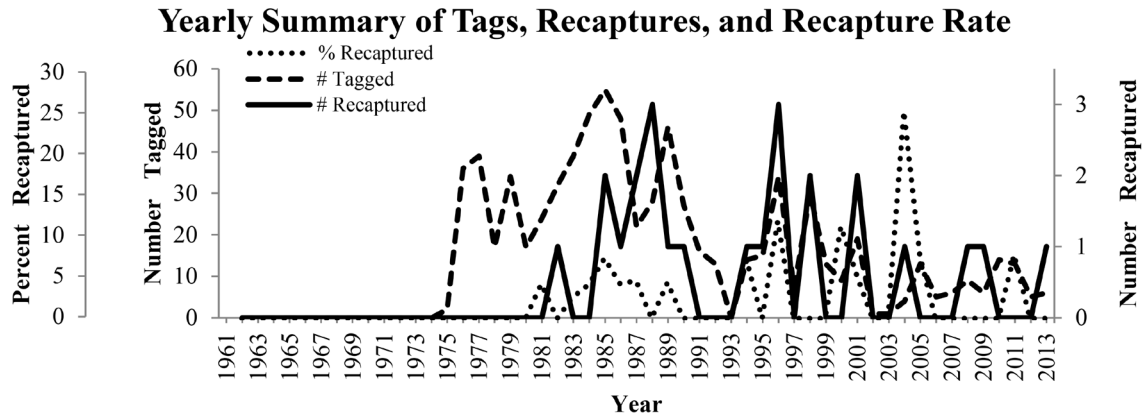 Yearly Summary of Tags, Recaptures, and Recapture Rate
% Recaptured
# Tagged
# Recaptured
Percent Recaptured
30
25
20
15
10
5
0
Number Tagged
60
50
40
30
20
10
0
3
2
1
0
Number Recaptured
1961 1963 1965 1967 1969 1971 1973 1975 1977 1979 1981 1983 1985 1987 1989 1991 1993 1995 1997 1999 2001 2003 2005 2007 2009 2011 2013
Year